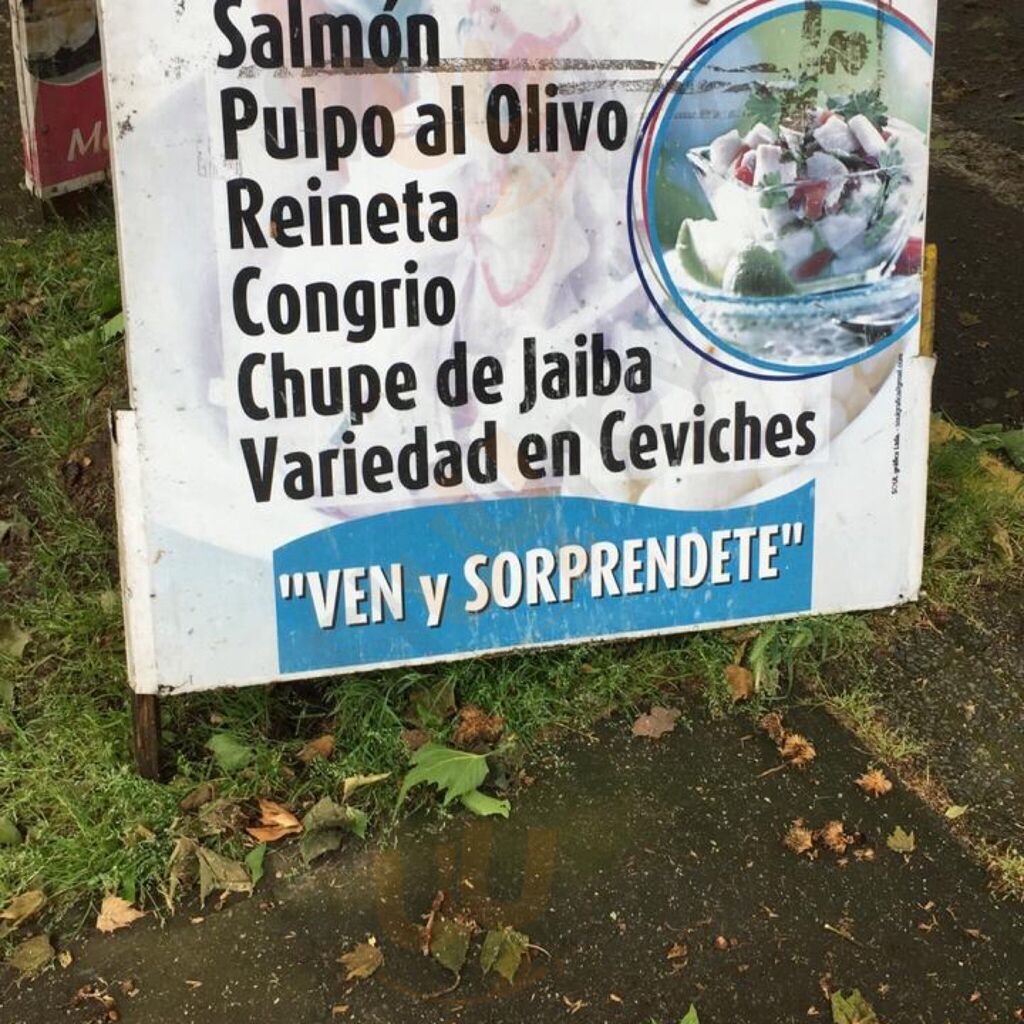 Salmón
Pulpo al Olivo
Reineta
Congrio
Chupe de Jaiba
Variedad en Ceviches
"VEN y SORPRENDETE"